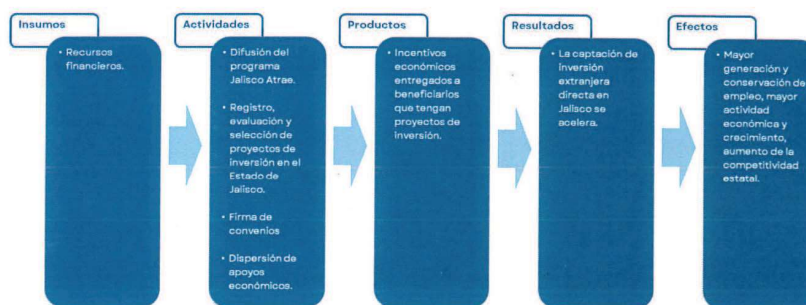 Insumos
• Recursos
financieros.
Actividades
• Difusión del
programa
Jalisco Atrae.
• Registro,
evaluación y
selección de
proyectos de
inversión en el
Estado de
Jalisco.
• Firma de
convenios
• Dispersión de
apoyos
económicos.
Productos
• Incentivos
económicos
entregados a
beneficiarios
que tengan
proyectos de
inversión.
Resultados
• La captación de
inversión
extranjera
directa en
Jalisco se
acelera.
Efectos
• Mayor
generación y
conservación de
empleo, mayor
actividad
económica y
crecimiento,
aumento de la
competitividad
estatal.